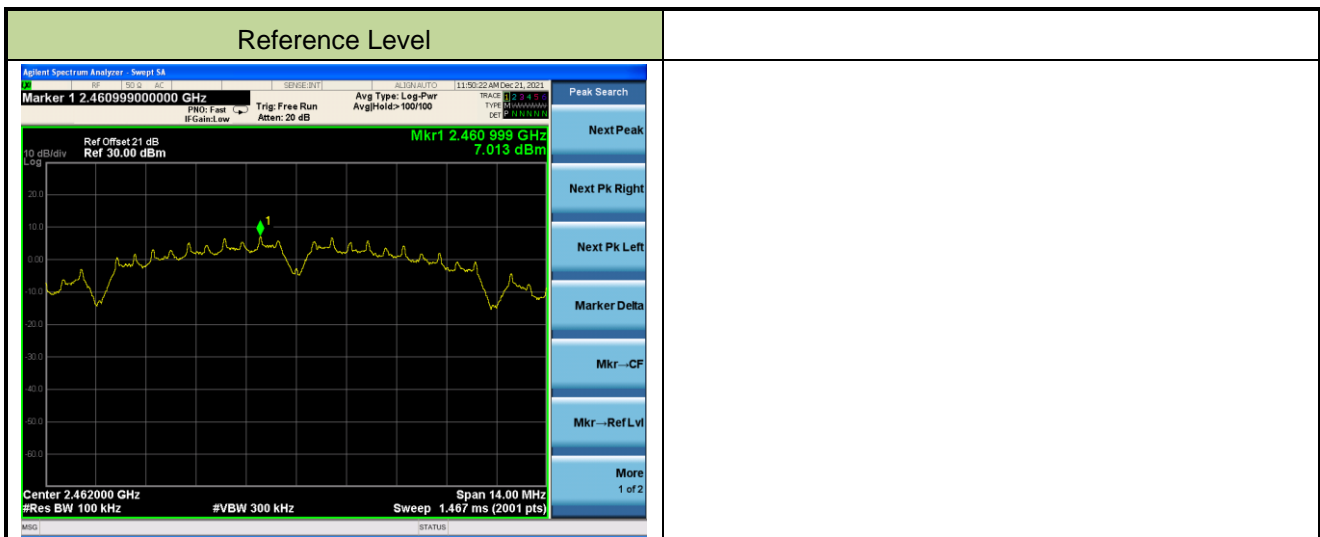 Reference Level
Agilent Spectrum Analyzer - Swept SA
RF 50 Ω AC SENSE:INT ALIGN AUTO 11:50:22 AM Dec 21, 2021
Marker 1 2.460999000000 GHz
PNO: Fast
IFGain:Low
Trig: Free Run
Atten: 20 dB
Avg Type: Log-Pwr
Avg|Hold:>100/100
TRACE 1 2 3 4 5 6
TYPE M WWWWW
DET P N N N N N
Peak Search
Ref Offset 21 dB
10 dB/div Ref 30.00 dBm
Log
Mkr1 2.460 999 GHz
7.013 dBm
1
20.0
10.0
0.00
-10.0
-20.0
-30.0
-40.0
-50.0
-60.0
Center 2.462000 GHz Span 14.00 MHz
#Res BW 100 kHz #VBW 300 kHz Sweep 1.467 ms (2001 pts)
MSG STATUS
Next Peak
Next Pk Right
Next Pk Left
Marker Delta
Mkr→CF
Mkr→Ref Lvl
More
1 of 2